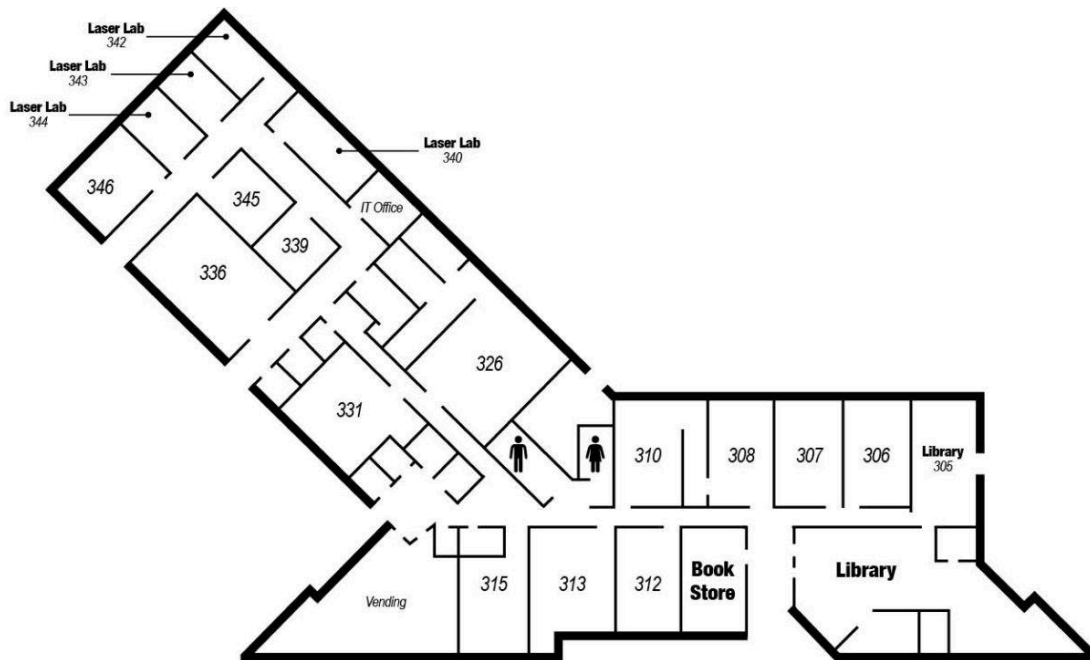 Laser Lab
342
Laser Lab
343
Laser Lab
344
Laser Lab
340
346
345
IT Office
339
336
326
331
310
308
307
306
Library
305
315
313
312
Book
Store
Library
Vending